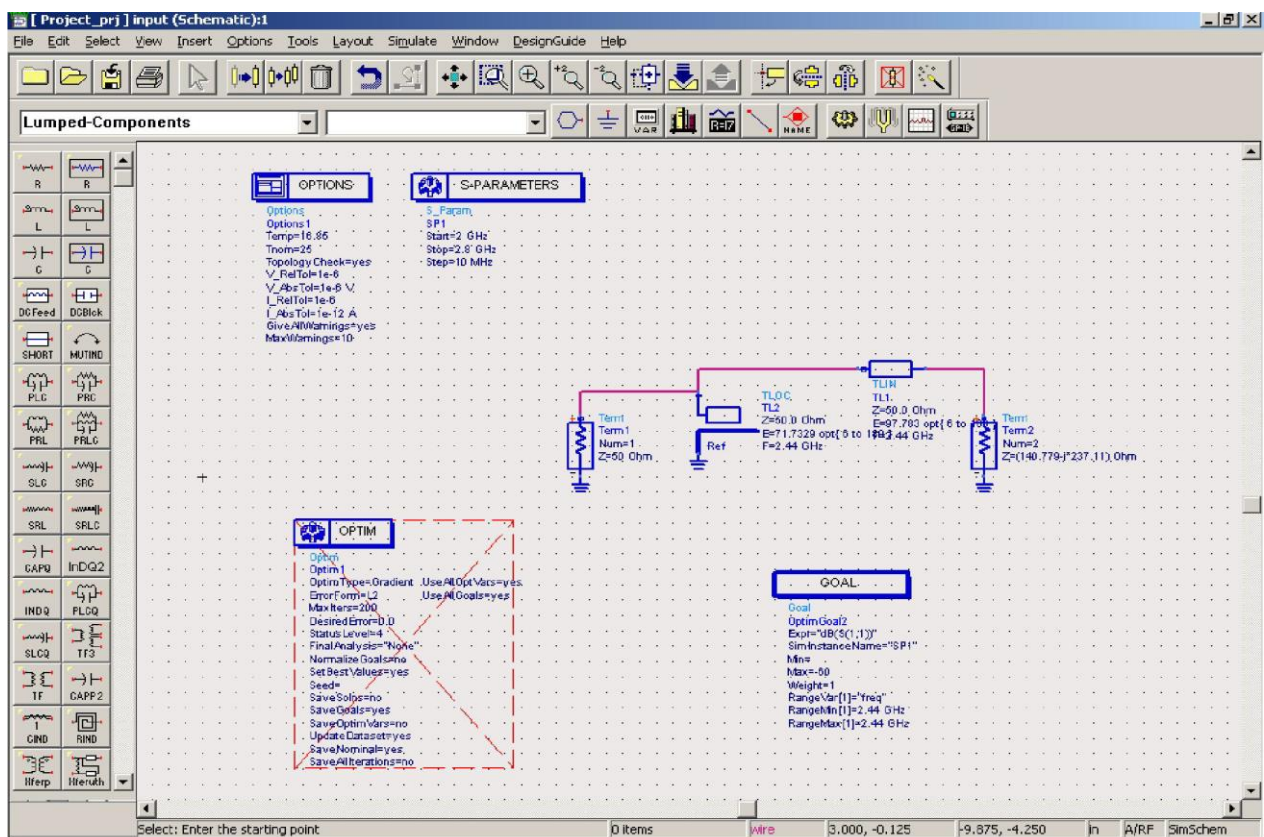 [ Project_prj ] input (Schematic):1
File Edit Select View Insert Options Tools Layout Simulate Window DesignGuide Help
Lumped-Components
VAR
NAME
R R
L L
C C
DCFeed DCBlck
SHORT MUTIND
PLC PRC
PRL PRLC
SLC SRC
SRL SRLC
CAPQ InDQ2
INDQ PLCQ
SLCQ TF3
TF CAPP2
CIND RIND
OPTIONS
Options
Options1
Temp=16.85
Tnom=25
TopologyCheck=yes
V_RelTol=1e-6
V_AbsTol=1e-6 V
I_RelTol=1e-6
I_AbsTol=1e-12 A
GiveAllWarnings=yes
MaxWarnings=10
S-PARAMETERS
S_Param
SP1
Start=2 GHz
Stop=2.8 GHz
Step=10 MHz
Term
Term1
Num=1
Z=50 Ohm
TLOC
TL2
Z=50.0 Ohm
E=71.7329 opt{ 6 to
F=2.44 GHz
Ref
TLIN
TL1
Z=50.0 Ohm
E=97.783 opt{ 6 to
F=2.44 GHz
Term
Term2
Num=2
Z=(140.779-j*237.11) Ohm
OPTIM
Optim
Optim1
OptimType=Gradient UseAllOptVars=yes
ErrorForm=L2 UseAllGoals=yes
MaxIters=200
DesiredError=0.0
StatusLevel=4
FinalAnalysis="None"
NormalizeGoals=no
SetBestValues=yes
Seed=
SaveSolns=no
SaveGoals=yes
SaveOptimVars=no
UpdateDataset=yes
SaveNominal=yes
SaveAllIterations=no
GOAL
Goal
OptimGoal2
Expr="dB(S(1,1))"
SimInstanceName="SP1"
Min=
Max=-50
Weight=1
RangeVar[1]="freq"
RangeMin[1]=2.44 GHz
RangeMax[1]=2.44 GHz
Select: Enter the starting point 0 items wire 3.000, -0.125 -9.875, -4.250 in A/RF SimSchem